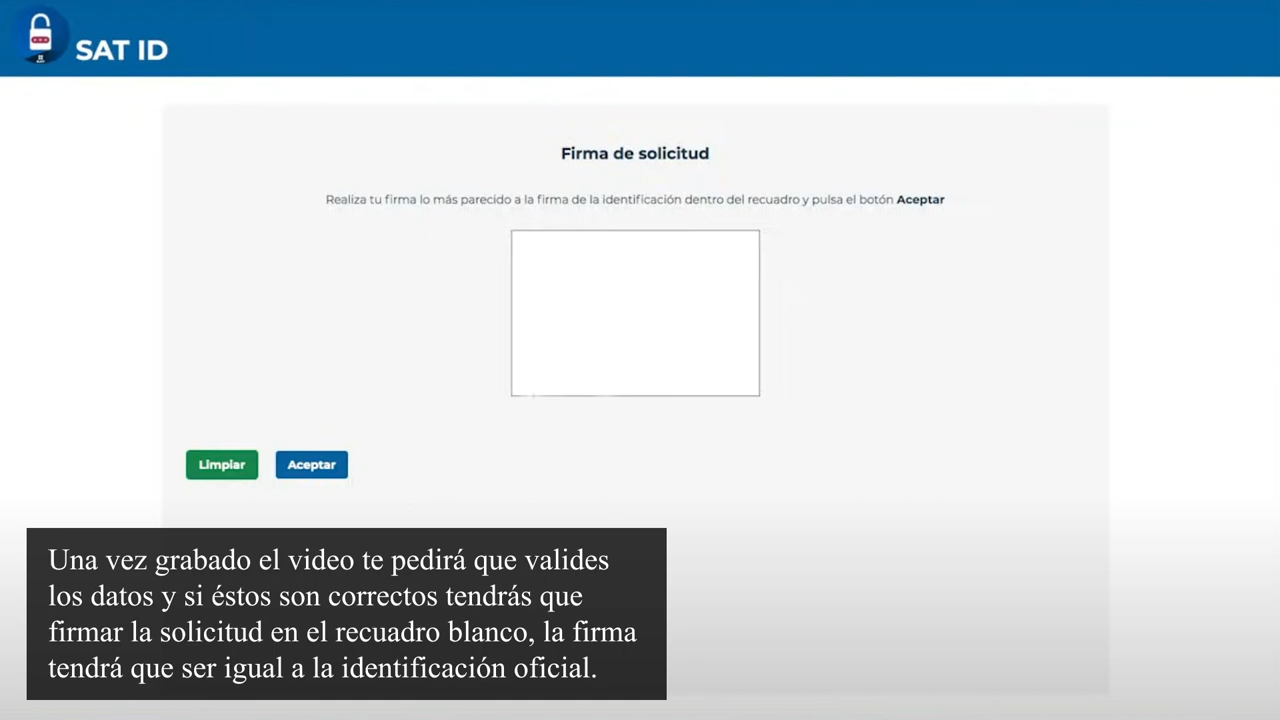 SAT ID
Firma de solicitud
Realiza tu firma lo más parecido a la firma de la identificación dentro del recuadro y pulsa el botón Aceptar
Limpiar
Aceptar
Una vez grabado el video te pedirá que valides
los datos y si éstos son correctos tendrás que
firmar la solicitud en el recuadro blanco, la firma
tendrá que ser igual a la identificación oficial.